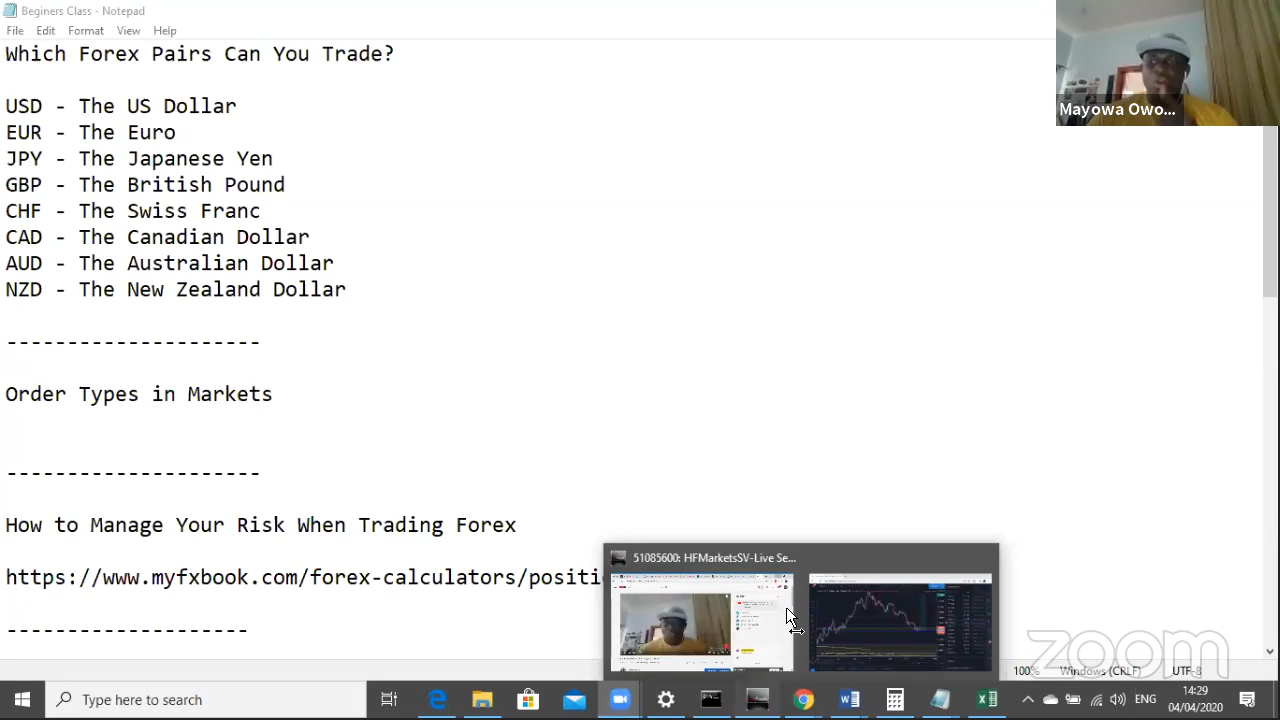 Beginers Class - Notepad
File Edit Format View Help
Which Forex Pairs Can You Trade?
USD - The US Dollar
EUR - The Euro
JPY - The Japanese Yen
GBP - The British Pound
CHF - The Swiss Franc
CAD - The Canadian Dollar
AUD - The Australian Dollar
NZD - The New Zealand Dollar
---------------------
Order Types in Markets
---------------------
How to Manage Your Risk When Trading Forex
https://www.myfxbook.com/forex-calculators/positi
--------------------
Mayowa Owo...
51085600: HFMarketsSV-Live Se...
zoom
100% Windows (CRLF) UTF-8
Type here to search
ENG
14:29
04/04/2020